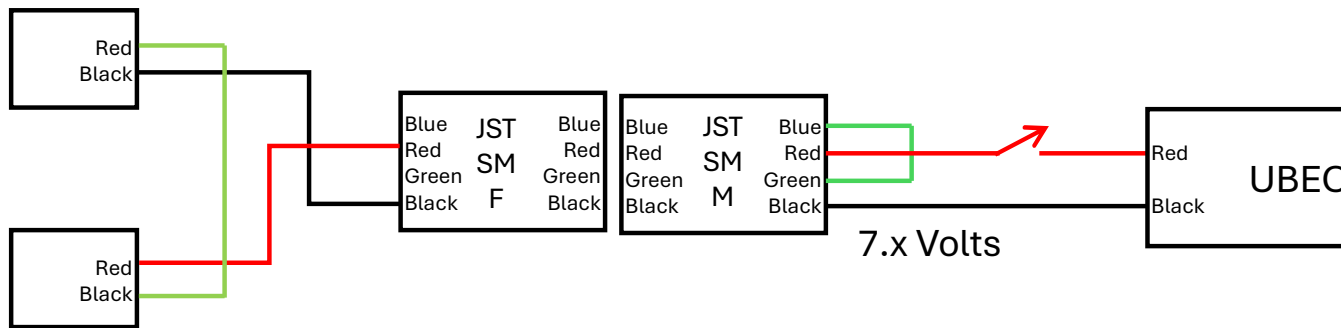 Red
Black
Red
Black
Blue
Red
Green
Black
JST
SM
F
Blue
Red
Green
Black
Blue
Red
Green
Black
JST
SM
M
Blue
Red
Green
Black
7.x Volts
Red
Black
UBEC